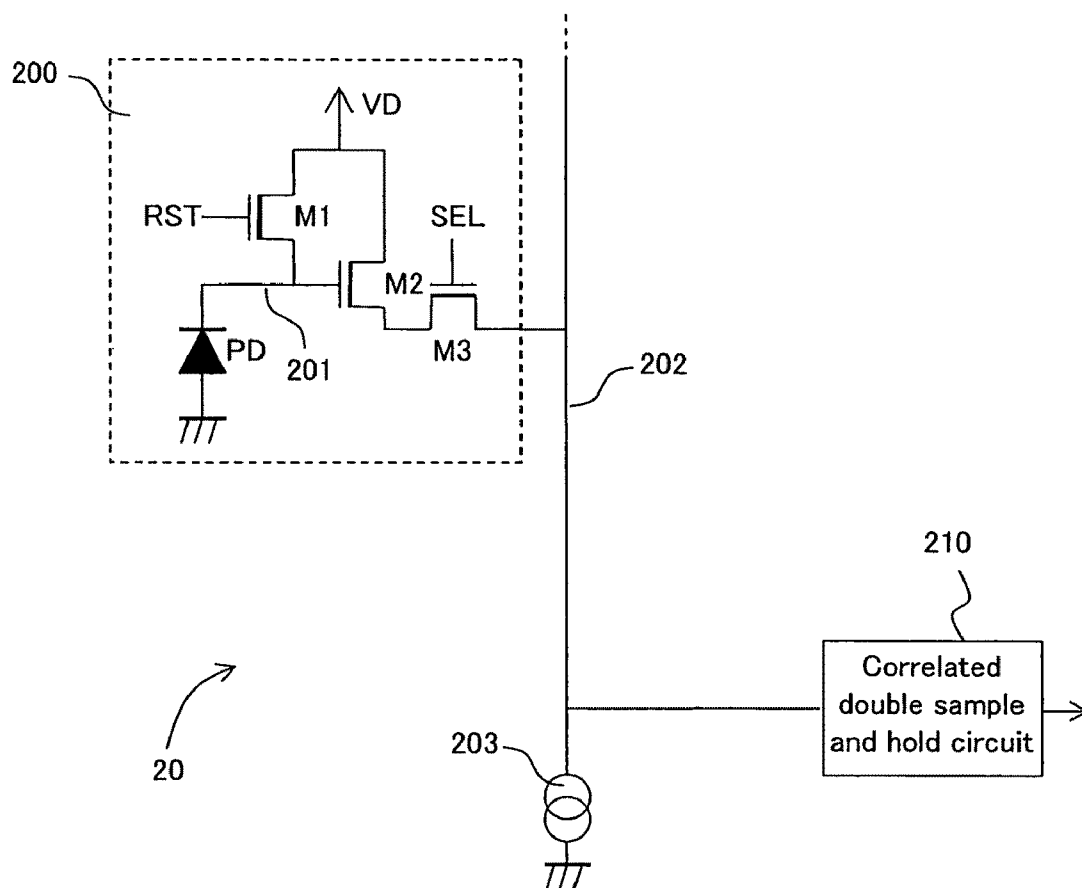 200
VD
RST
M1
SEL
M2
PD
201
M3
202
210
Correlated
double sample
and hold circuit
203
20